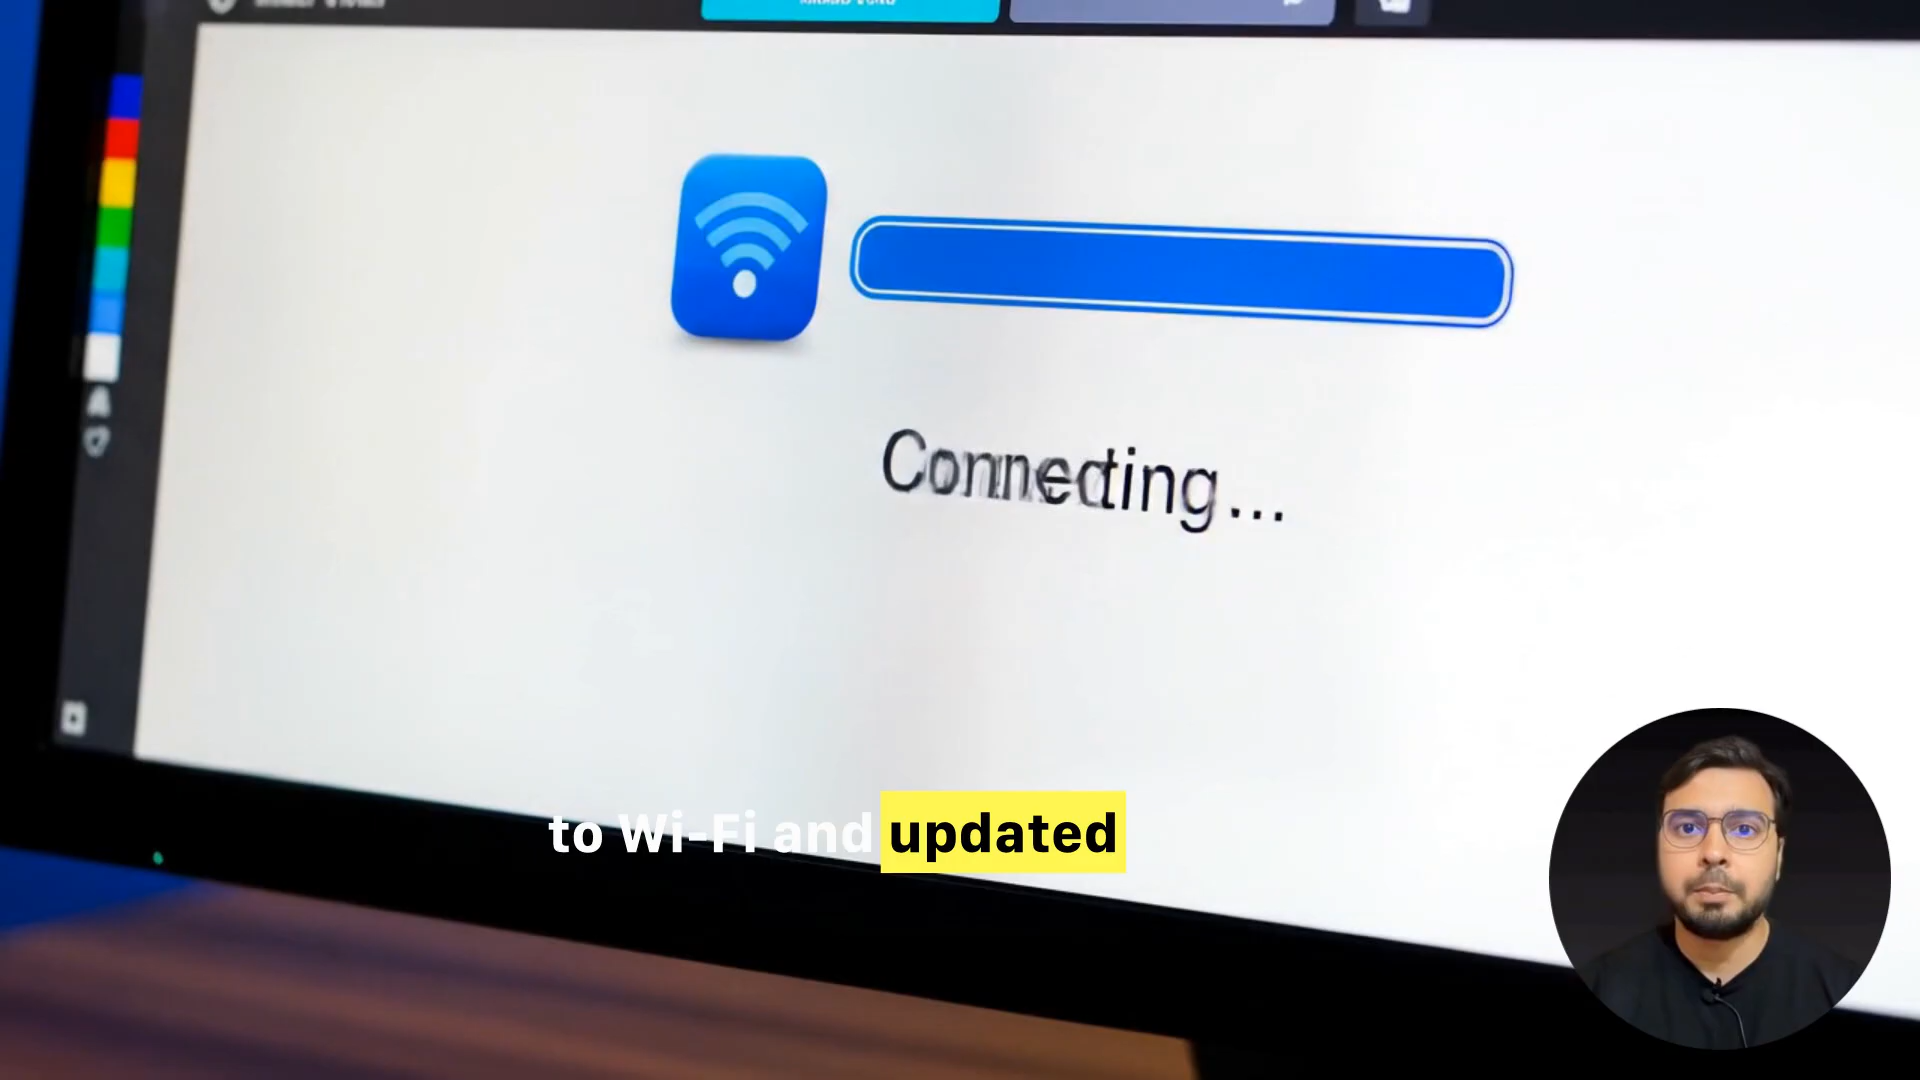 Connecting...
to Wi-Fi and updated